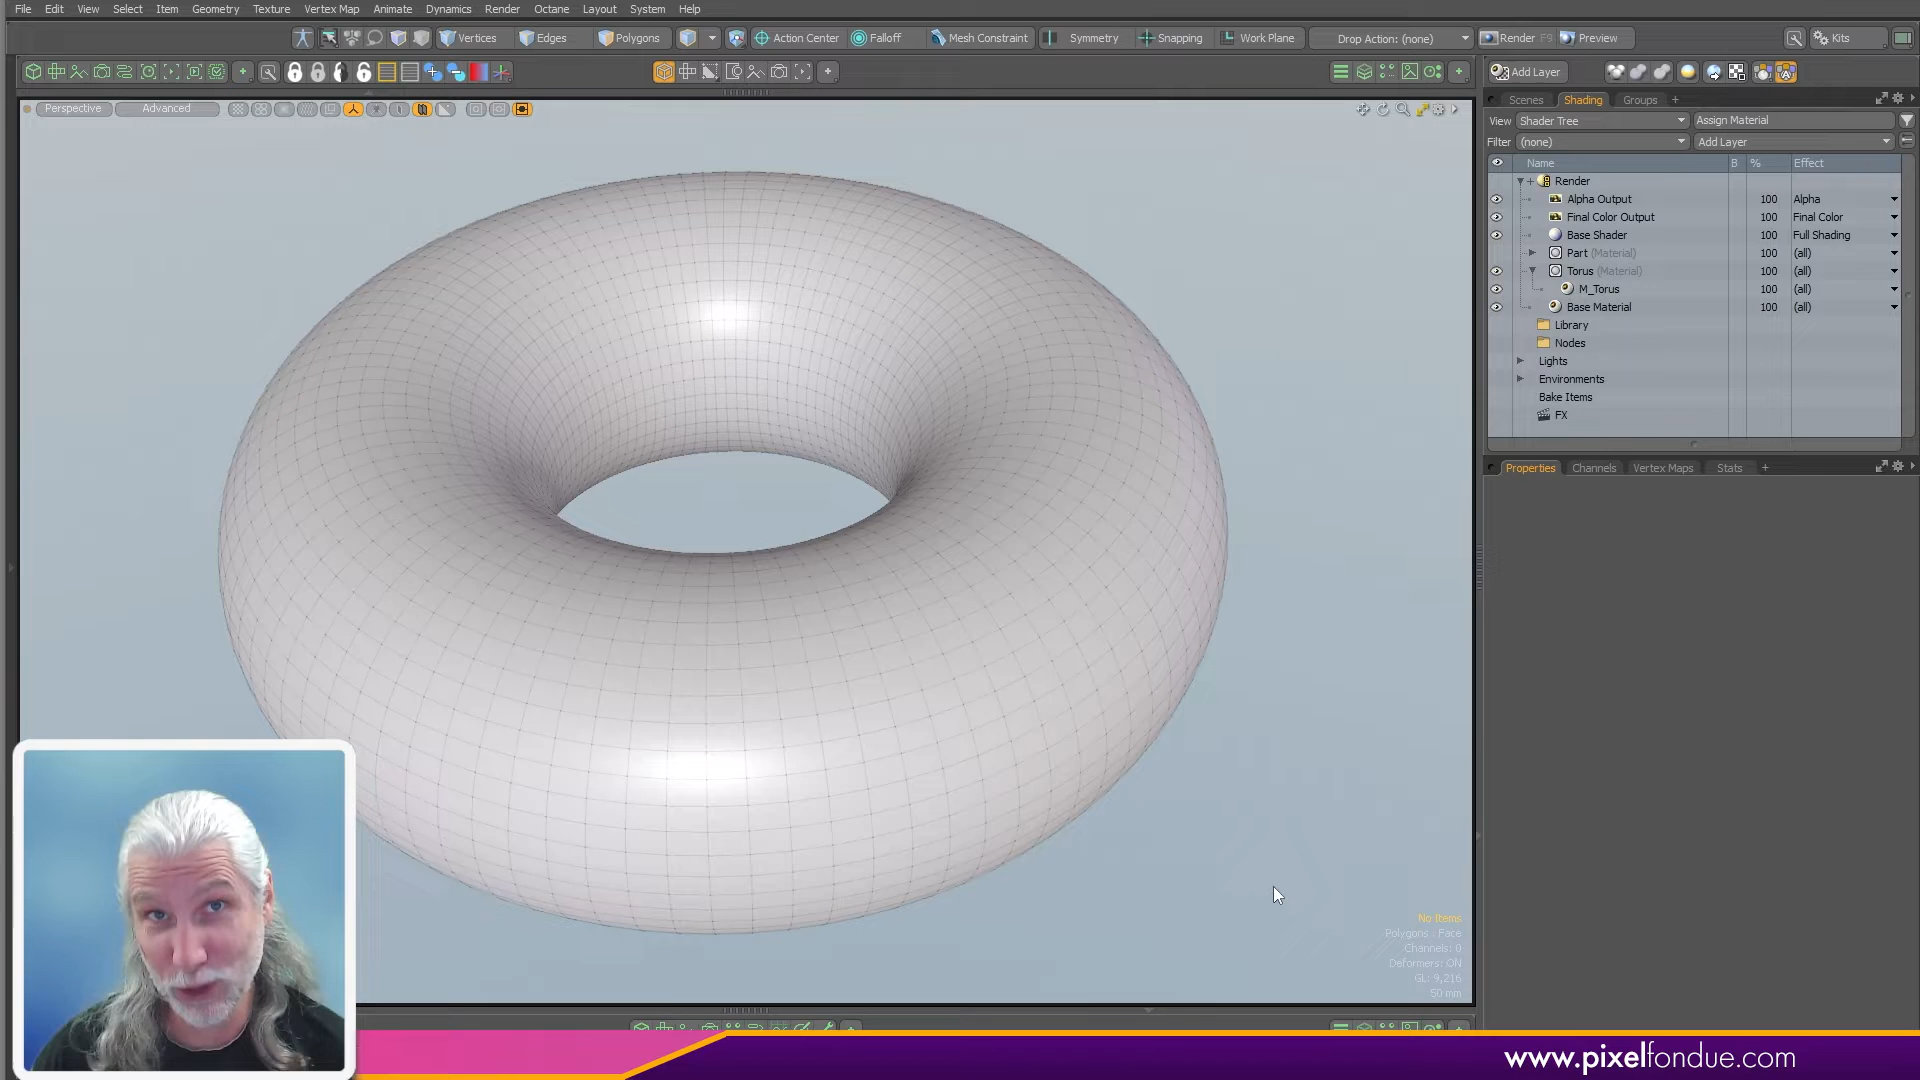 File Edit View Select Item Geometry Texture Vertex Map Animate Dynamics Render Octane Layout System Help
Vertices Edges Polygons Action Center Falloff Mesh Constraint Symmetry Snapping Work Plane Drop Action: (none) Render F9 Preview Kits
Add Layer
Perspective Advanced
Scenes Shading Groups +
View Shader Tree Assign Material
Filter (none) Add Layer
Name B % Effect
Render
Alpha Output 100 Alpha
Final Color Output 100 Final Color
Base Shader 100 Full Shading
Part (Material) 100 (all)
Torus (Material) 100 (all)
M_Torus 100 (all)
Base Material 100 (all)
Library
Nodes
Lights
Environments
Bake Items
FX
Properties Channels Vertex Maps Stats +
No Items
Polygons : Face
Channels: 0
Deformers: ON
GL: 9,216
50 mm
www.pixelfondue.com